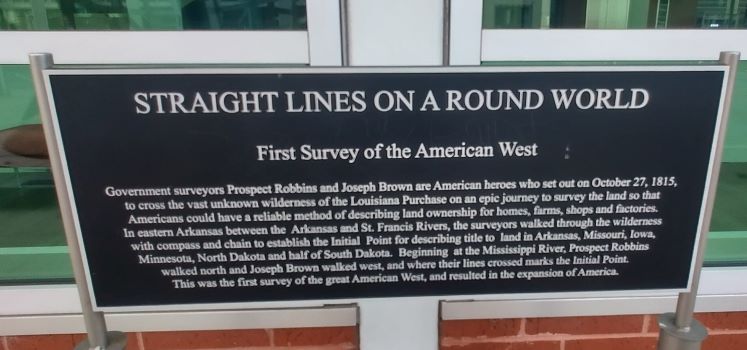 STRAIGHT LINES ON A ROUND WORLD
First Survey of the American West
Government surveyors Prospect Robbins and Joseph Brown are American heroes who set out on October 27, 1815,
to cross the vast unknown wilderness of the Louisiana Purchase on an epic journey to survey the land so that
Americans could have a reliable method of describing land ownership for homes, farms, shops and factories.
In eastern Arkansas between the Arkansas and St. Francis Rivers, the surveyors walked through the wilderness
with compass and chain to establish the Initial Point for describing title to land in Arkansas, Missouri, Iowa,
Minnesota, North Dakota and half of South Dakota. Beginning at the Mississippi River, Prospect Robbins
walked north and Joseph Brown walked west, and where their lines crossed marks the Initial Point.
This was the first survey of the great American West, and resulted in the expansion of America.